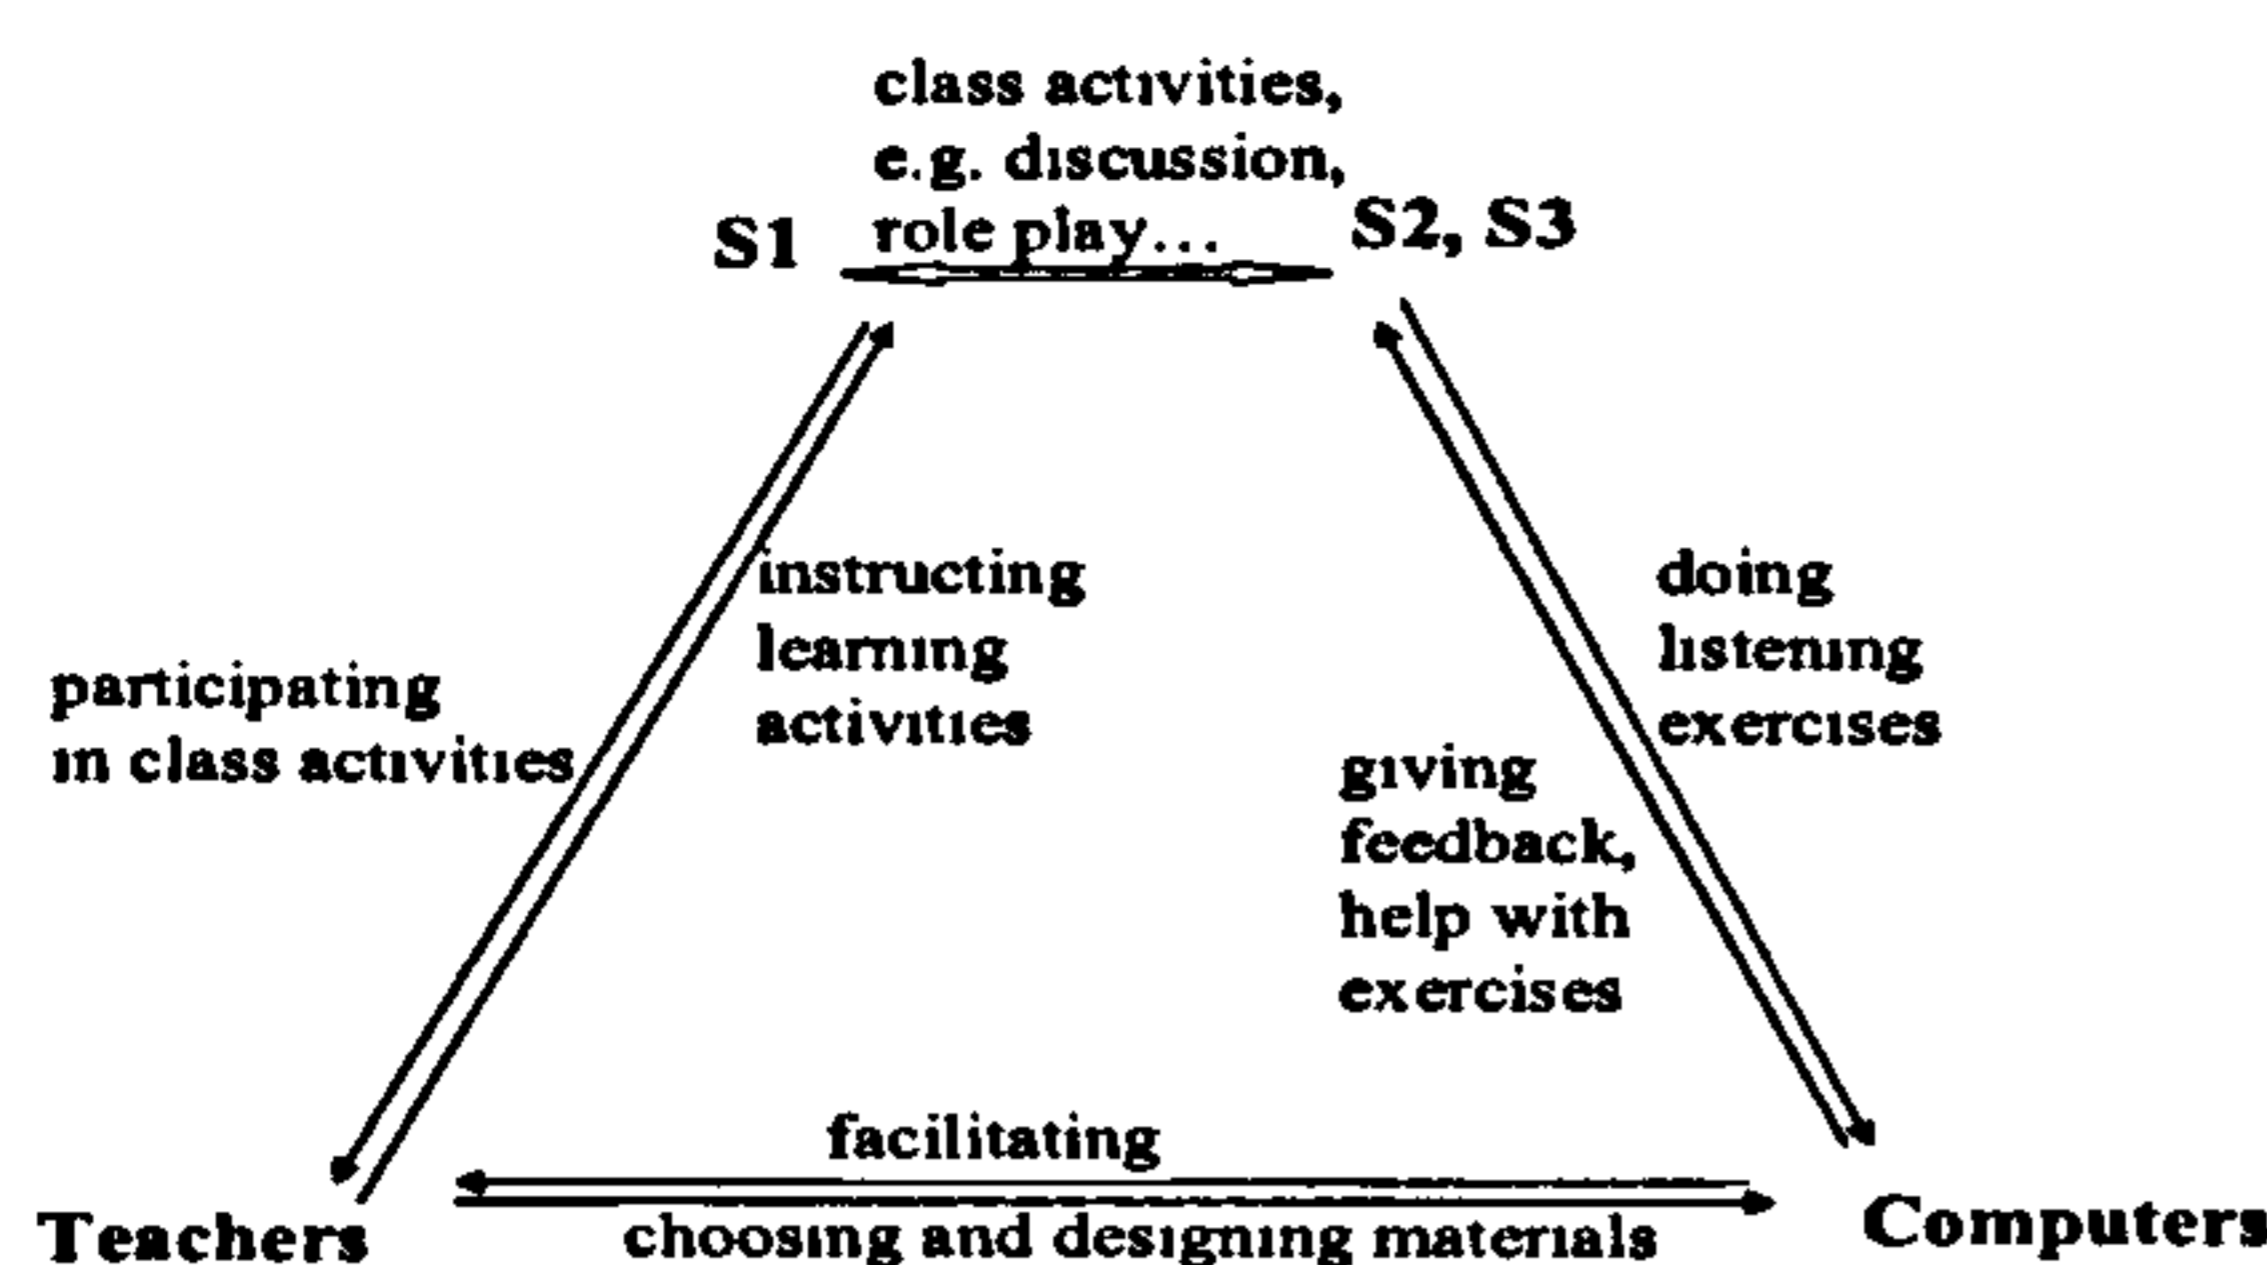 class activities,
e.g. discussion,
role play...
S1
S2, S3
instructing
learning
activities
participating
in class activities
doing
listening
exercises
giving
feedback,
help with
exercises
facilitating
choosing and designing materials
Teachers
Computers